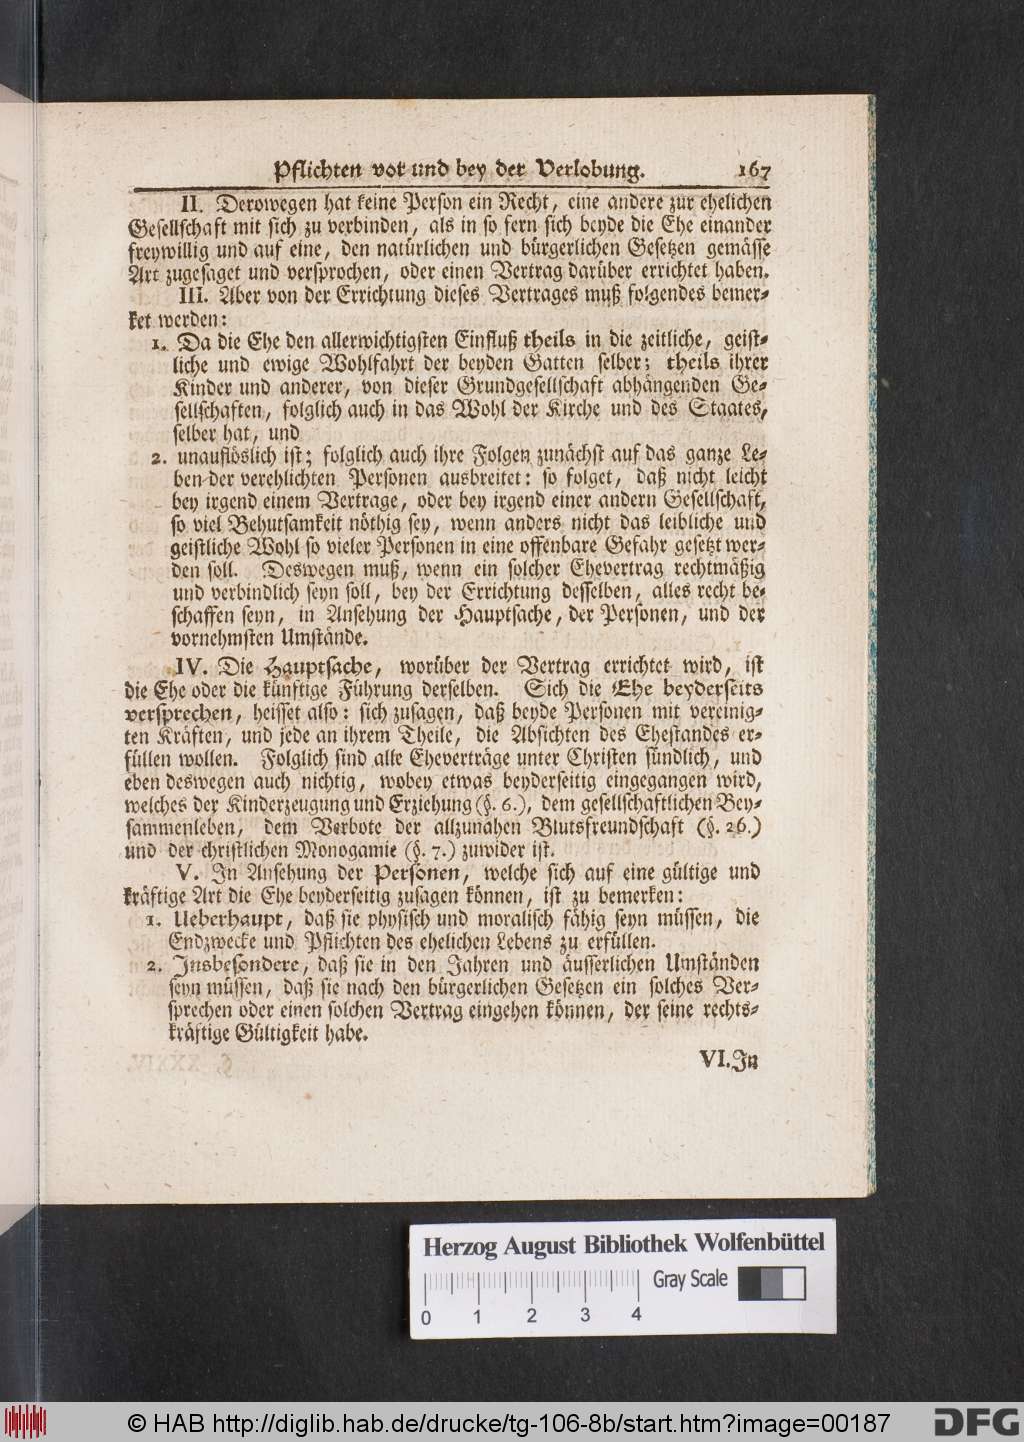 Pflichten vor und bey der Verlobung. 167
II. Derowegen hat keine Person ein Recht, eine andere zur ehelichen
Gesellschaft mit sich zu verbinden, als in so fern sich beyde die Ehe einander
freywillig und auf eine, den natürlichen und bürgerlichen Gesetzen gemässe
Art zugesaget und versprochen, oder einen Vertrag darüber errichtet haben.
III. Aber von der Errichtung dieses Vertrages muß folgendes bemer-
ket werden:
1. Da die Ehe den allerwichtigsten Einfluß theils in die zeitliche, geist-
liche und ewige Wohlfahrt der beyden Gatten selber; theils ihrer
Kinder und anderer, von dieser Grundgesellschaft abhängenden Ge-
sellschaften, folglich auch in das Wohl der Kirche und des Staates,
selber hat, und
2. unauflöslich ist; folglich auch ihre Folgen zunächst auf das ganze Le-
ben der verehlichten Personen ausbreitet: so folget, daß nicht leicht
bey irgend einem Vertrage, oder bey irgend einer andern Gesellschaft,
so viel Behutsamkeit nöthig sey, wenn anders nicht das leibliche und
geistliche Wohl so vieler Personen in eine offenbare Gefahr gesetzt wer-
den soll. Deswegen muß, wenn ein solcher Ehevertrag rechtmäßig
und verbindlich seyn soll, bey der Errichtung desselben, alles recht be-
schaffen seyn, in Ansehung der Hauptsache, der Personen, und der
vornehmsten Umstände.
IV. Die Hauptsache, worüber der Vertrag errichtet wird, ist
die Ehe oder die künftige Führung derselben. Sich die Ehe beyderseits
versprechen, heisset also: sich zusagen, daß beyde Personen mit vereinig-
ten Kräften, und jede an ihrem Theile, die Absichten des Ehestandes er-
füllen wollen. Folglich sind alle Eheverträge unter Christen sündlich, und
eben deswegen auch nichtig, wobey etwas beyderseitig eingegangen wird,
welches der Kinderzeugung und Erziehung (§. 6.), dem gesellschaftlichen Bey-
sammenleben, dem Verbote der allzunahen Blutsfreundschaft (§. 26.)
und der christlichen Monogamie (§. 7.) zuwider ist.
V. In Ansehung der Personen, welche sich auf eine gültige und
kräftige Art die Ehe beyderseitig zusagen können, ist zu bemerken:
1. Ueberhaupt, daß sie physisch und moralisch fähig seyn müssen, die
Endzwecke und Pflichten des ehelichen Lebens zu erfüllen.
2. Insbesondere, daß sie in den Jahren und äusserlichen Umständen
seyn müssen, daß sie nach den bürgerlichen Gesetzen ein solches Ver-
sprechen oder einen solchen Vertrag eingehen können, der seine rechts-
kräftige Gültigkeit habe.
VI. In
Herzog August Bibliothek Wolfenbüttel
Gray Scale
0 1 2 3 4
© HAB http://diglib.hab.de/drucke/tg-106-8b/start.htm?image=00187
DFG